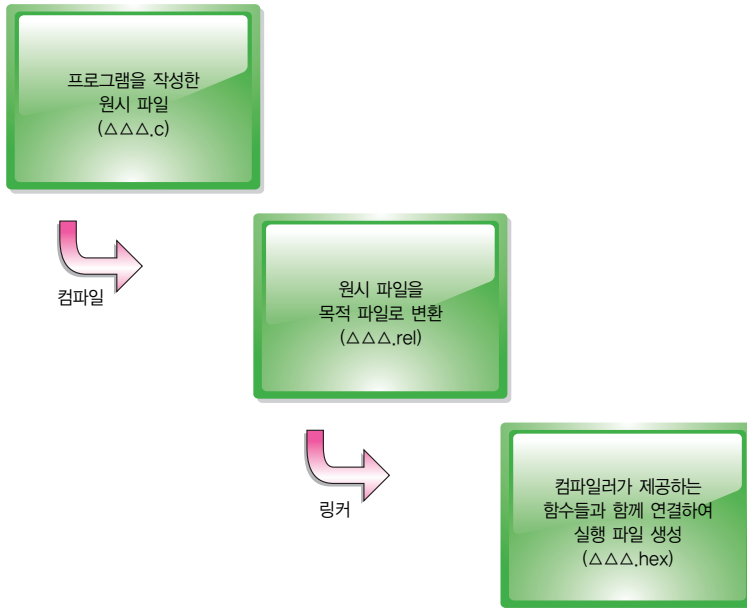 프로그램을 작성한
원시 파일
(△△△.c)
컴파일
원시 파일을
목적 파일로 변환
(△△△.rel)
링커
컴파일러가 제공하는
함수들과 함께 연결하여
실행 파일 생성
(△△△.hex)